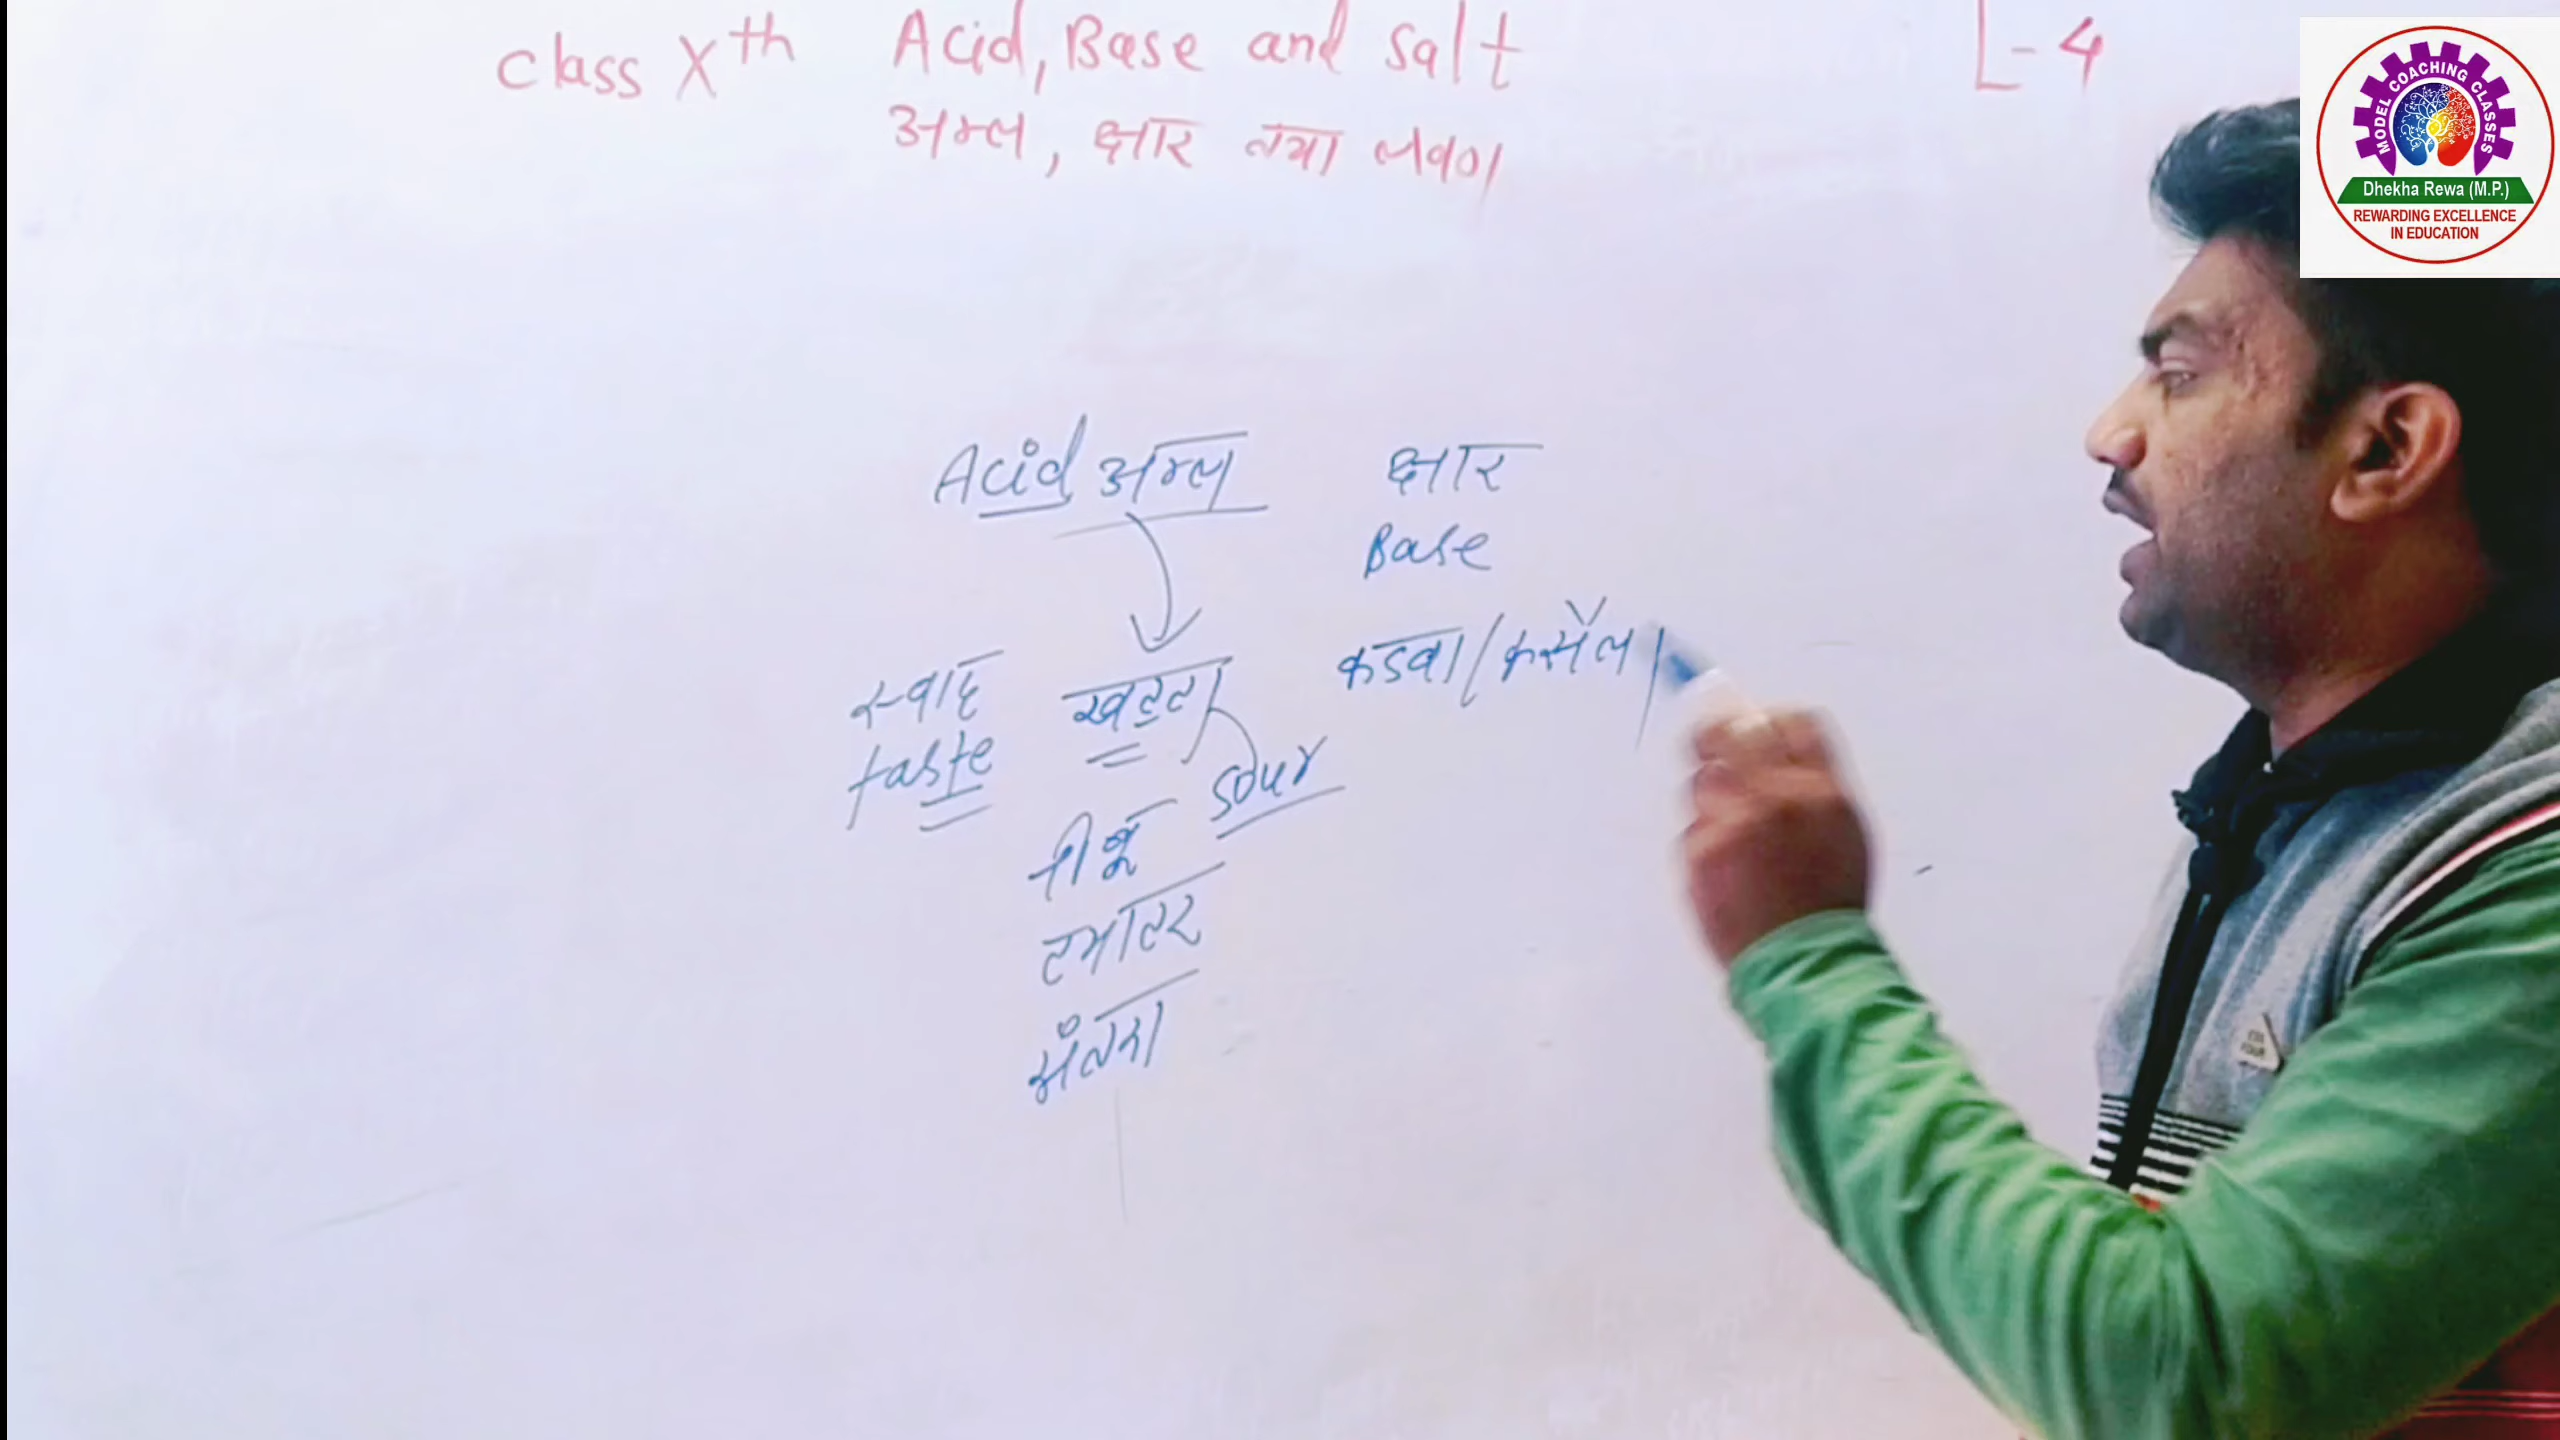 class Xth Acid, Base and Salt L-4
अम्ल, क्षार तथा लवण
MODEL COACHING CLASSES
Dhekha Rewa (M.P.)
REWARDING EXCELLENCE
IN EDUCATION
Acid अम्ल क्षार
Base
स्वाद खट्टा कडवा/कसैला
taste sour
नीबू
टमाटर
संतरा